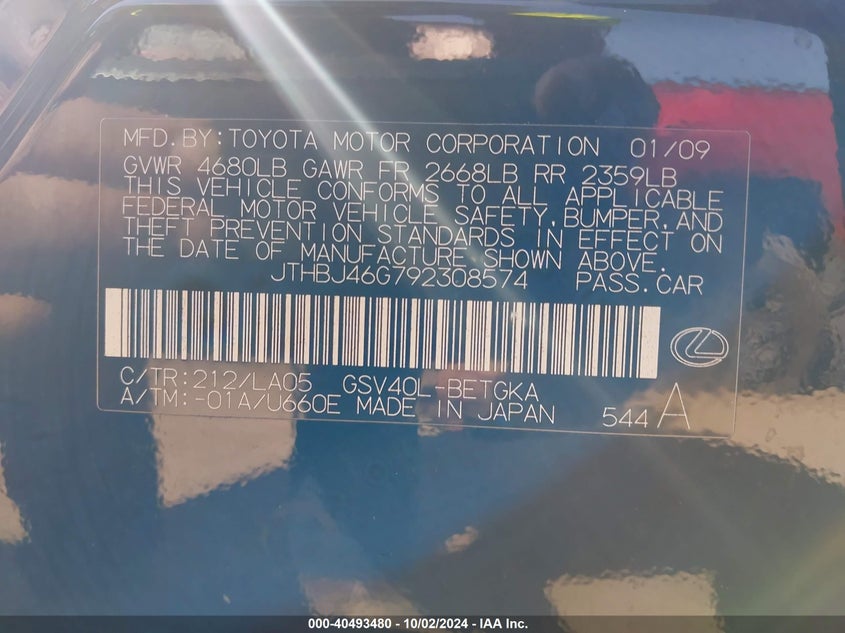 MFD.BY:TOYOTA MOTOR CORPORATION 01/09
GVWR 4680LB GAWR FR 2668LB RR 2359LB
THIS VEHICLE CONFORMS TO ALL APPLICABLE
FEDERAL MOTOR VEHICLE SAFETY,BUMPER,AND
THEFT PREVENTION STANDARDS IN EFFECT ON
THE DATE OF MANUFACTURE SHOWN ABOVE.
JTHBJ46G792308574 PASS.CAR
C/TR:212/LA05 GSV40L-BETGKA
A/TM:-01A/U660E MADE IN JAPAN 544 A
000-40493480 - 10/02/2024 - IAA Inc.